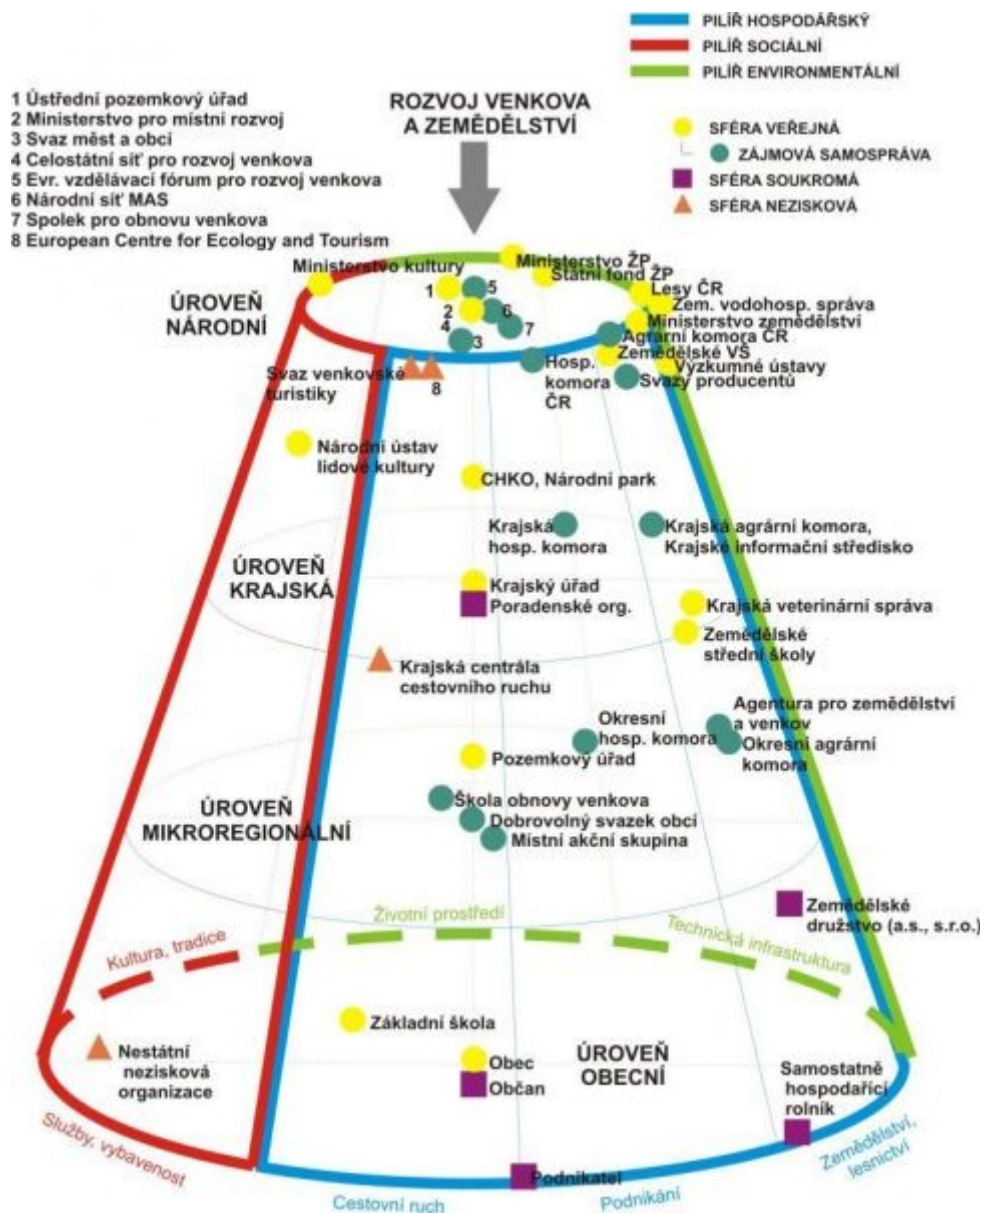 PILÍŘ HOSPODÁŘSKÝ
PILÍŘ SOCIÁLNÍ
PILÍŘ ENVIRONMENTÁLNÍ
1 Ústřední pozemkový úřad
2 Ministerstvo pro místní rozvoj
3 Svaz měst a obcí
4 Celostátní síť pro rozvoj venkova
5 Evr. vzdělávací fórum pro rozvoj venkova
6 Národní síť MAS
7 Spolek pro obnovu venkova
8 European Centre for Ecology and Tourism
ROZVOJ VENKOVA
A ZEMĚDĚLSTVÍ
SFÉRA VEŘEJNÁ
ZÁJMOVÁ SAMOSPRÁVA
SFÉRA SOUKROMÁ
SFÉRA NEZISKOVÁ
Ministerstvo kultury
Ministerstvo ŽP
Státní fond ŽP
Lesy ČR
Zem. vodohosp. správa
Ministerstvo zemědělství
Agrární komora ČR
Zemědělské VŠ
Výzkumné ústavy
Svazy producentů
ÚROVEŇ
NÁRODNÍ
1
5
2
6
4
3
7
Hosp.
komora
ČR
Svaz venkovské
turistiky
8
Národní ústav
lidové kultury
CHKO, Národní park
Krajská
hosp. komora
Krajská agrární komora,
Krajské informační středisko
ÚROVEŇ
KRAJSKÁ
Krajský úřad
Poradenské org.
Krajská veterinární správa
Zemědělské
střední školy
Krajská centrála
cestovního ruchu
Agentura pro zemědělství
a venkov
Okresní
hosp. komora
Okresní agrární
komora
Pozemkový úřad
ÚROVEŇ
MIKROREGIONÁLNÍ
Škola obnovy venkova
Dobrovolný svazek obcí
Místní akční skupina
Zemědělské
družstvo (a.s., s.r.o.)
Životní prostředí
Kultura, tradice
Technická infrastruktura
Základní škola
Nestátní
nezisková
organizace
Obec
Občan
ÚROVEŇ
OBECNÍ
Samostatně
hospodařící
rolník
Služby, vybavenost
Cestovní ruch
Podnikatel
Podnikání
Zemědělství,
lesnictví